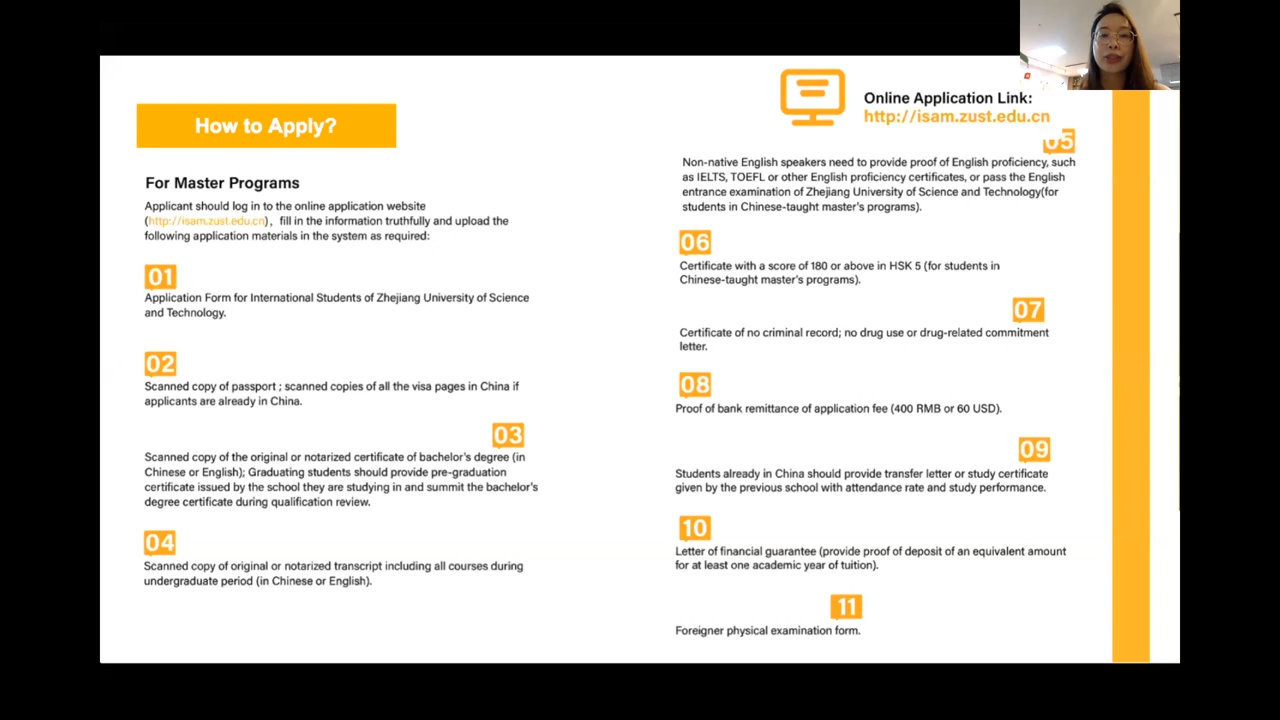 How to Apply?
For Master Programs
Applicant should log in to the online application website
(http://isam.zust.edu.cn), fill in the information truthfully and upload the
following application materials in the system as required:
01
Application Form for International Students of Zhejiang University of Science
and Technology.
02
Scanned copy of passport ; scanned copies of all the visa pages in China if
applicants are already in China.
03
Scanned copy of the original or notarized certificate of bachelor's degree (in
Chinese or English); Graduating students should provide pre-graduation
certificate issued by the school they are studying in and summit the bachelor's
degree certificate during qualification review.
04
Scanned copy of original or notarized transcript including all courses during
undergraduate period (in Chinese or English).
Online Application Link:
http://isam.zust.edu.cn
05
Non-native English speakers need to provide proof of English proficiency, such
as IELTS, TOEFL or other English proficiency certificates, or pass the English
entrance examination of Zhejiang University of Science and Technology(for
students in Chinese-taught master's programs).
06
Certificate with a score of 180 or above in HSK 5 (for students in
Chinese-taught master's programs).
07
Certificate of no criminal record; no drug use or drug-related commitment
letter.
08
Proof of bank remittance of application fee (400 RMB or 60 USD).
09
Students already in China should provide transfer letter or study certificate
given by the previous school with attendance rate and study performance.
10
Letter of financial guarantee (provide proof of deposit of an equivalent amount
for at least one academic year of tuition).
11
Foreigner physical examination form.